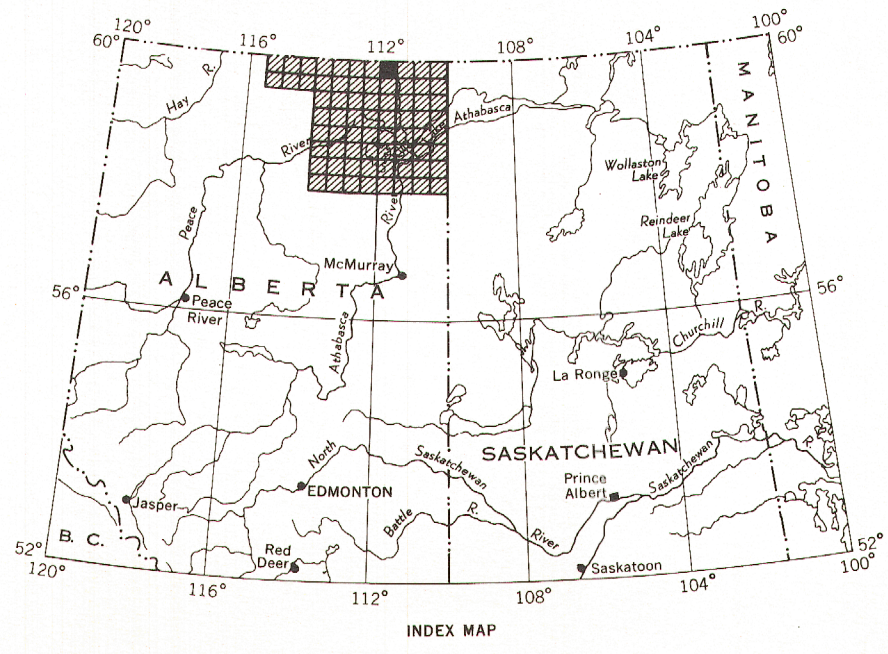 120°
116°
112°
108°
104°
100°
60°
60°
Hay R.
Lake Athabasca
River
River
Wollaston
Lake
Reindeer
Lake
MANITOBA
Peace
McMurray
ALBERTA
56°
56°
Peace
River
Athabasca
Churchill R.
La Ronge
North Saskatchewan River
SASKATCHEWAN
Saskatchewan R.
Prince
Albert
EDMONTON
Jasper
Battle R.
B. C.
Red
Deer
Saskatoon
52°
52°
120°
116°
112°
108°
104°
100°
INDEX MAP